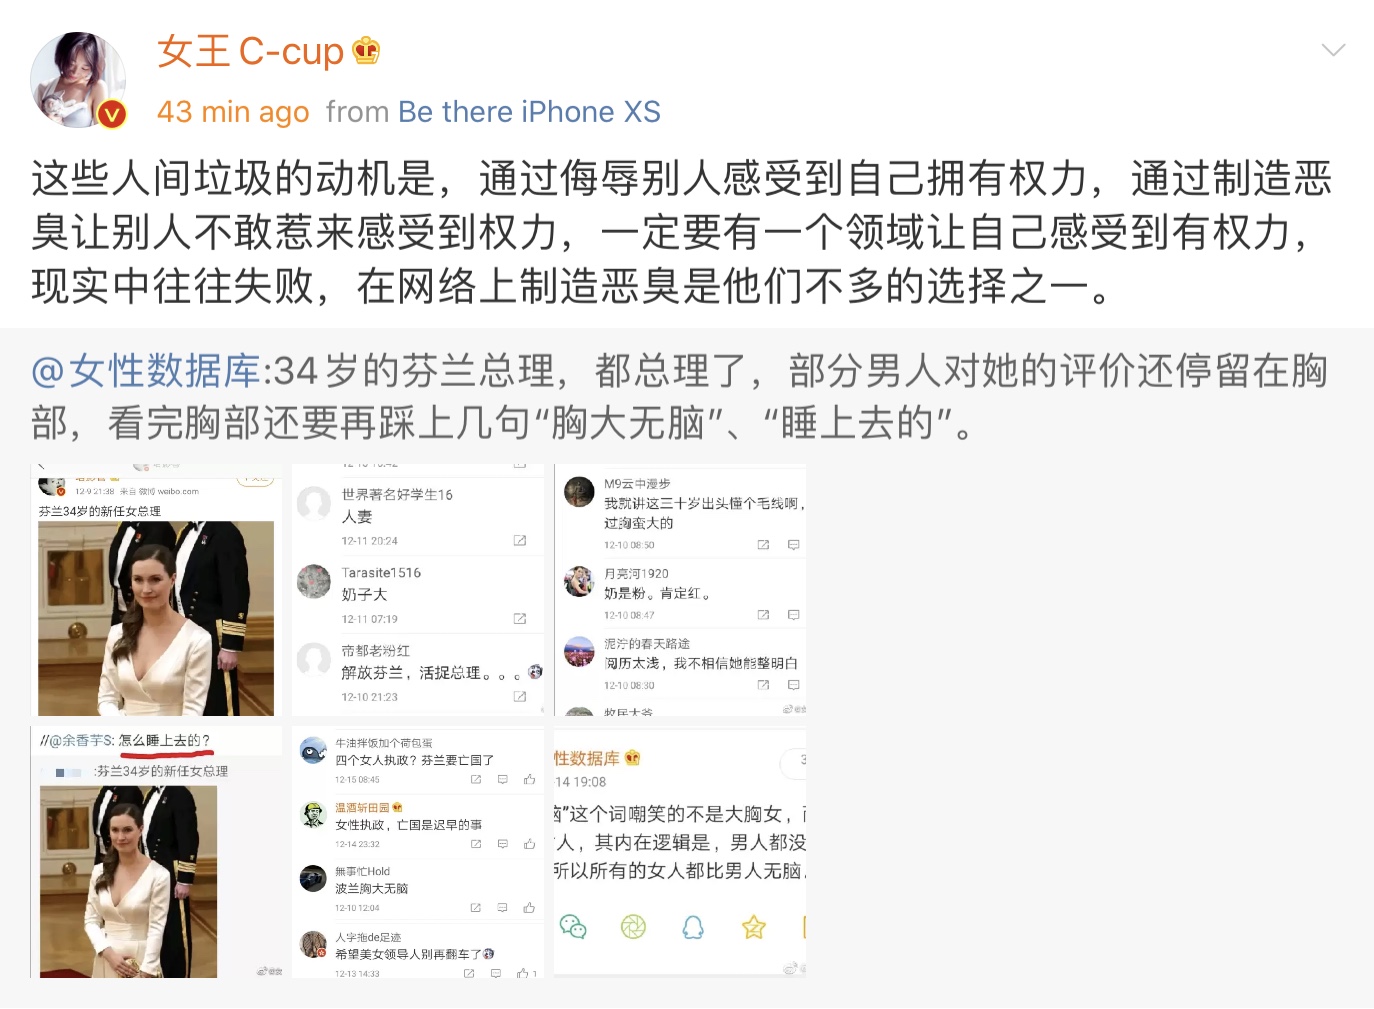 女王C-cup
43 min ago from Be there iPhone XS
这些人间垃圾的动机是，通过侮辱别人感受到自己拥有权力，通过制造恶
臭让别人不敢惹来感受到权力，一定要有一个领域让自己感受到有权力，
现实中往往失败，在网络上制造恶臭是他们不多的选择之一。
@女性数据库:34岁的芬兰总理，都总理了，部分男人对她的评价还停留在胸
部，看完胸部还要再踩上几句“胸大无脑”、“睡上去的”。
12-9 21:38 来自 微博 weibo.com
芬兰34岁的新任女总理
世界著名好学生16
人妻
12-11 20:24
Tarasite1516
奶子大
12-11 07:19
帝都老粉红
解放芬兰，活捉总理。。。
12-10 21:23
M9云中漫步
我就讲这三十岁出头懂个毛线啊，
过胸蛮大的
12-10 08:50
月亮河1920
奶是粉。肯定红。
12-10 08:47
泥泞的春天路途
阅历太浅，我不相信她能整明白
12-10 08:30
牧民大爷
//@余香芋S: 怎么睡上去的?
:芬兰34岁的新任女总理
牛油拌饭加个荷包蛋
四个女人执政？芬兰要亡国了
12-15 08:45
温酒斩田园
女性执政，亡国是迟早的事
12-14 23:32
無事忙Hold
波兰胸大无脑
12-10 12:04
人字拖de足迹
希望美女领导人别再翻车了
12-13 14:33
1
性数据库
3
-14 19:08
”这个词嘲笑的不是大胸女，
人，其内在逻辑是，男人都没
所以所有的女人都比男人无脑